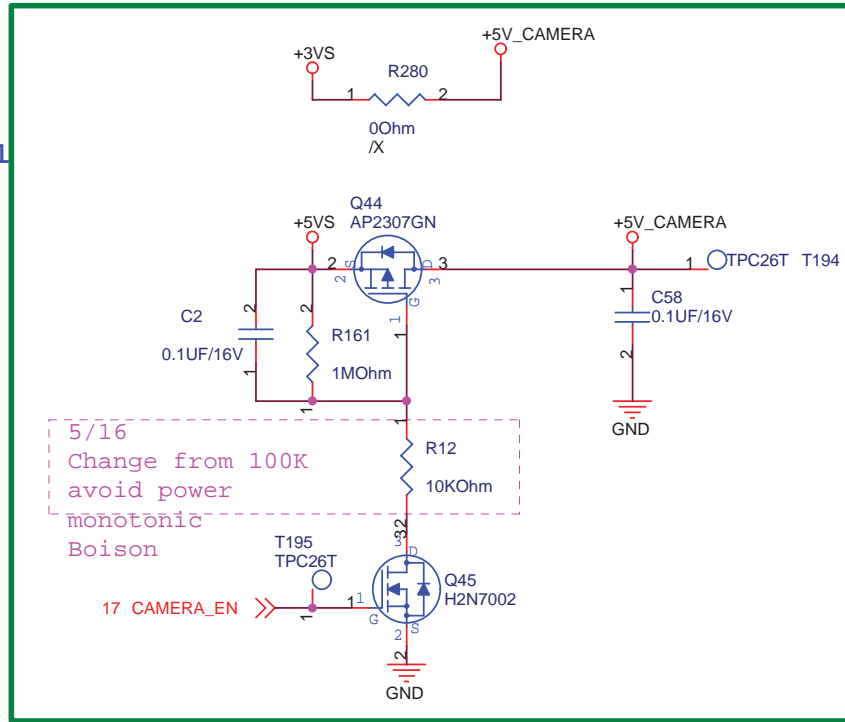 +3VS
+5V_CAMERA
R280
1
2
0Ohm
/X
1
Q44
AP2307GN
+5VS
+5V_CAMERA
2
S
D
3
2
3
G
1
1
TPC26T T194
C2
2
0.1UF/16V
1
2
R161
1MOhm
1
1
1
C58
0.1UF/16V
2
GND
5/16
Change from 100K
avoid power
monotonic
Boison
1
R12
10KOhm
2
T195
TPC26T
3
3
D
Q45
H2N7002
17 CAMERA_EN
1
1
1
G
S
2
2
GND